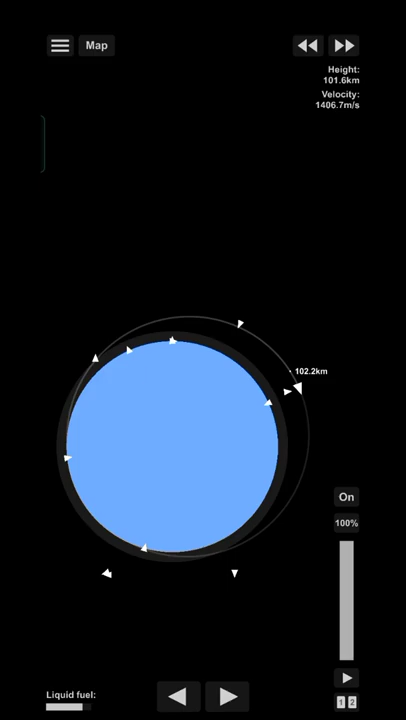 Map
Height:
101.6km
Velocity:
1406.7m/s
102.2km
On
100%
1 2
Liquid fuel: